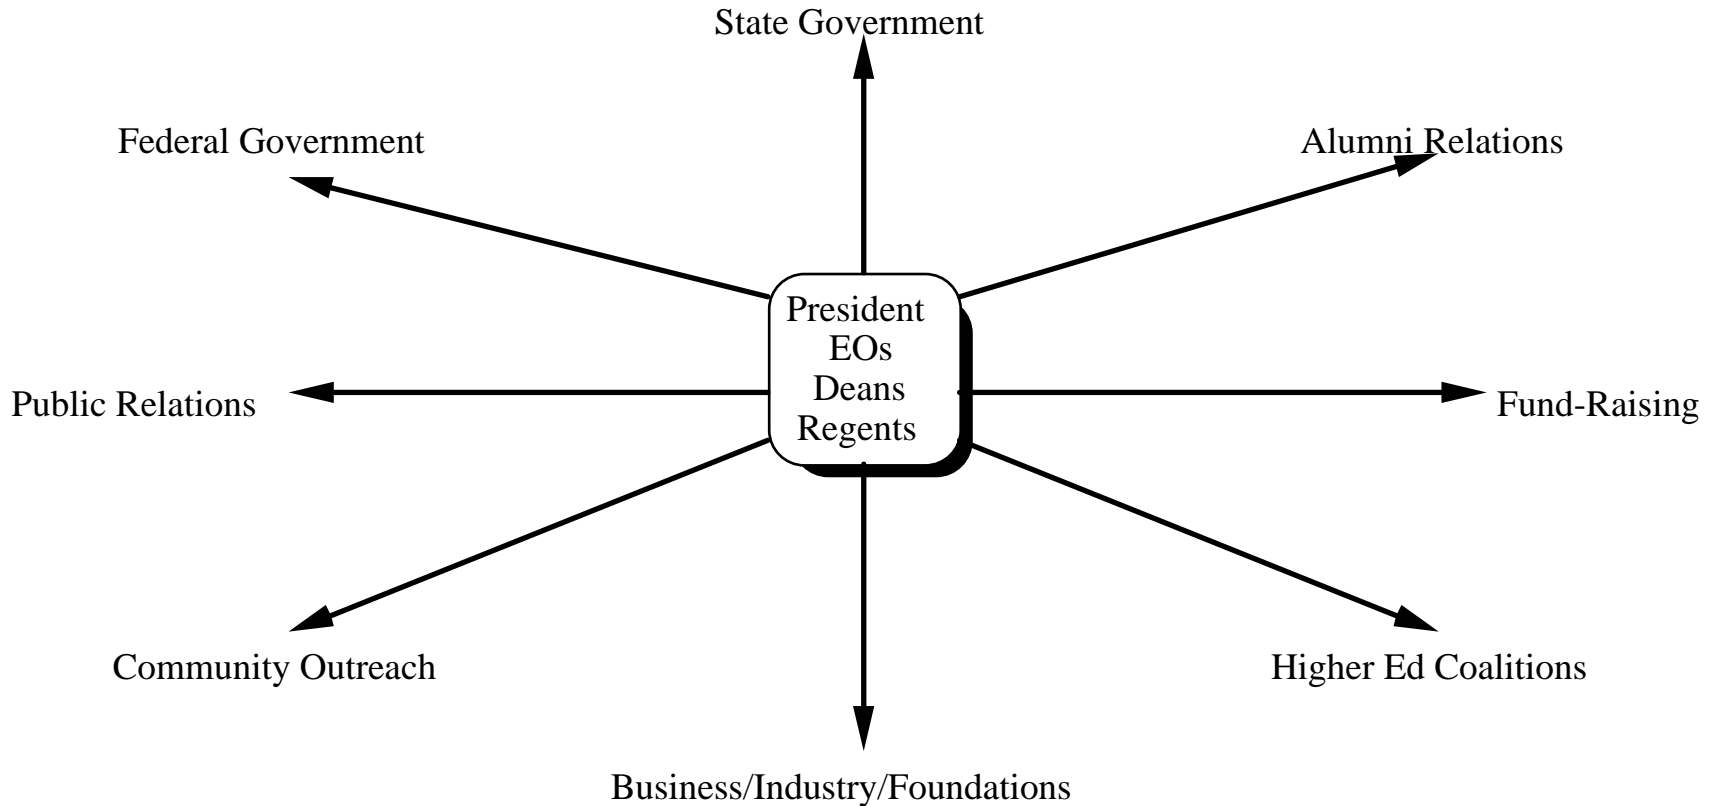 State Government
Federal Government
Alumni Relations
President
EOs
Deans
Regents
Public Relations
Fund-Raising
Community Outreach
Higher Ed Coalitions
Business/Industry/Foundations